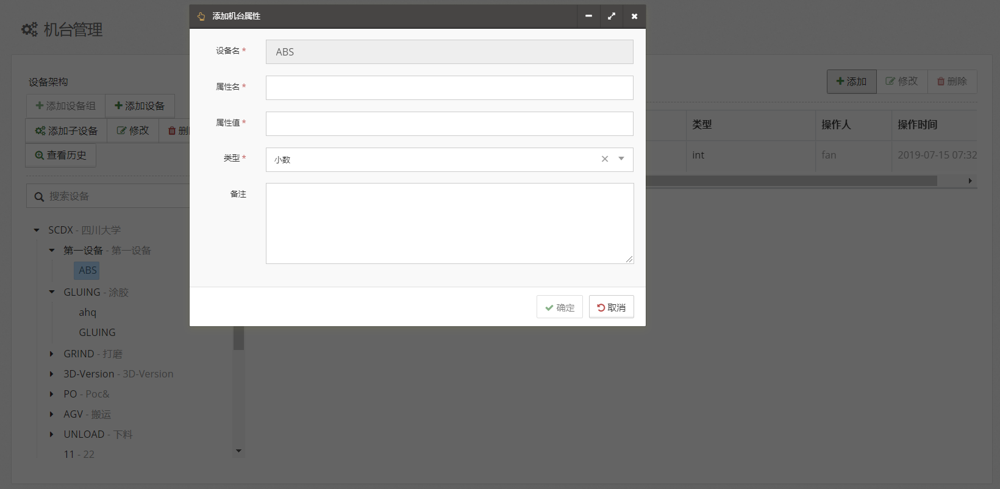 添加机台属性
机台管理
设备名 *
ABS
设备架构
添加设备组
添加设备
添加子设备
修改
查看历史
搜索设备
SCDX - 四川大学
第一设备 - 第一设备
ABS
GLUING - 涂胶
ahq
GLUING
GRIND - 打磨
3D-Version - 3D-Version
PO - Poc&
AGV - 搬运
UNLOAD - 下料
11 - 22
属性名 *
属性值 *
类型 *
小数
备注
确定
取消
添加
修改
删除
类型
操作人
操作时间
int
fan
2019-07-15 07:32